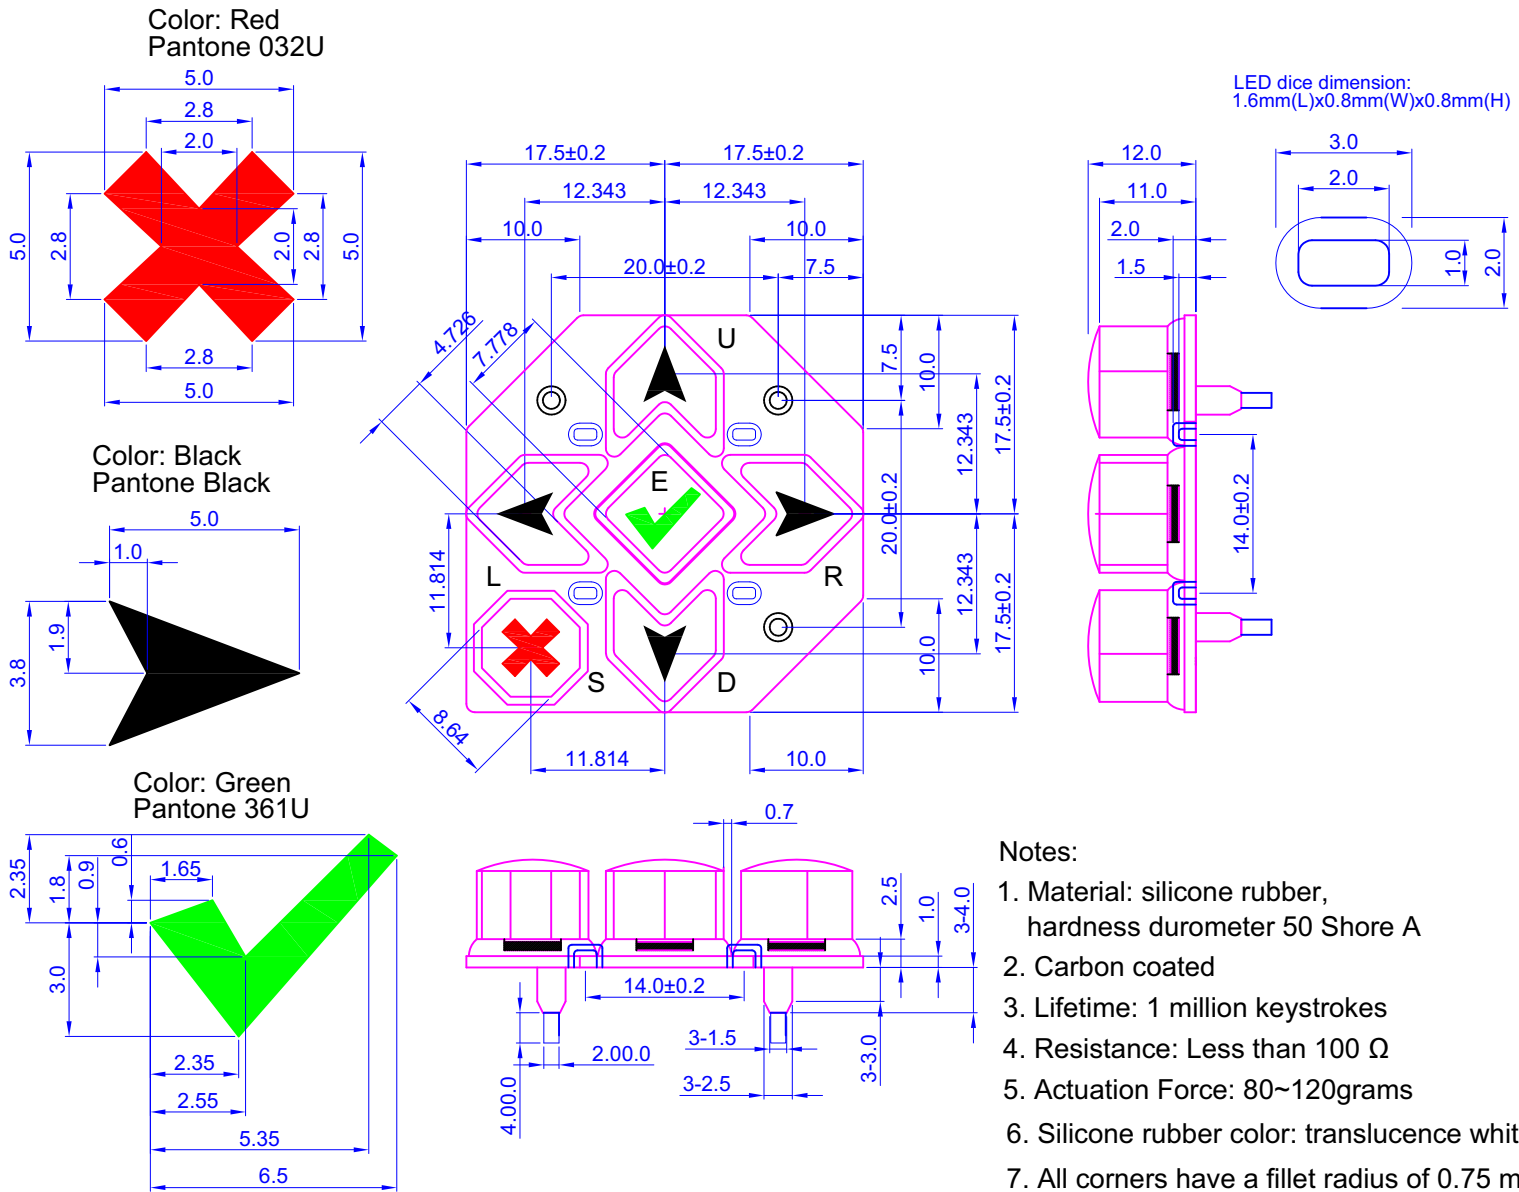 Color: Red
Pantone 032U
5.0
2.8
2.0
5.0
2.8
2.0
2.8
5.0
2.8
5.0
LED dice dimension:
1.6mm(L)x0.8mm(W)x0.8mm(H)
3.0
2.0
1.0
2.0
17.5±0.2
17.5±0.2
12.343
12.343
10.0
10.0
20.0±0.2
7.5
4.726
7.778
7.5
10.0
12.343
17.5±0.2
20.0±0.2
12.343
17.5±0.2
10.0
11.814
8.64
11.814
10.0
U
E
L
R
S
D
12.0
11.0
2.0
1.5
14.0±0.2
Color: Black
Pantone Black
5.0
1.0
1.9
3.8
Color: Green
Pantone 361U
2.35
1.8
0.9
0.6
1.65
3.0
2.35
2.55
5.35
6.5
0.7
2.5
1.0
3-4.0
14.0±0.2
3-1.5
2.00.0
3-3.0
3-2.5
4.00.0
Notes:
1. Material: silicone rubber,
hardness durometer 50 Shore A
2. Carbon coated
3. Lifetime: 1 million keystrokes
4. Resistance: Less than 100 Ω
5. Actuation Force: 80~120grams
6. Silicone rubber color: translucence whit
7. All corners have a fillet radius of 0.75 m